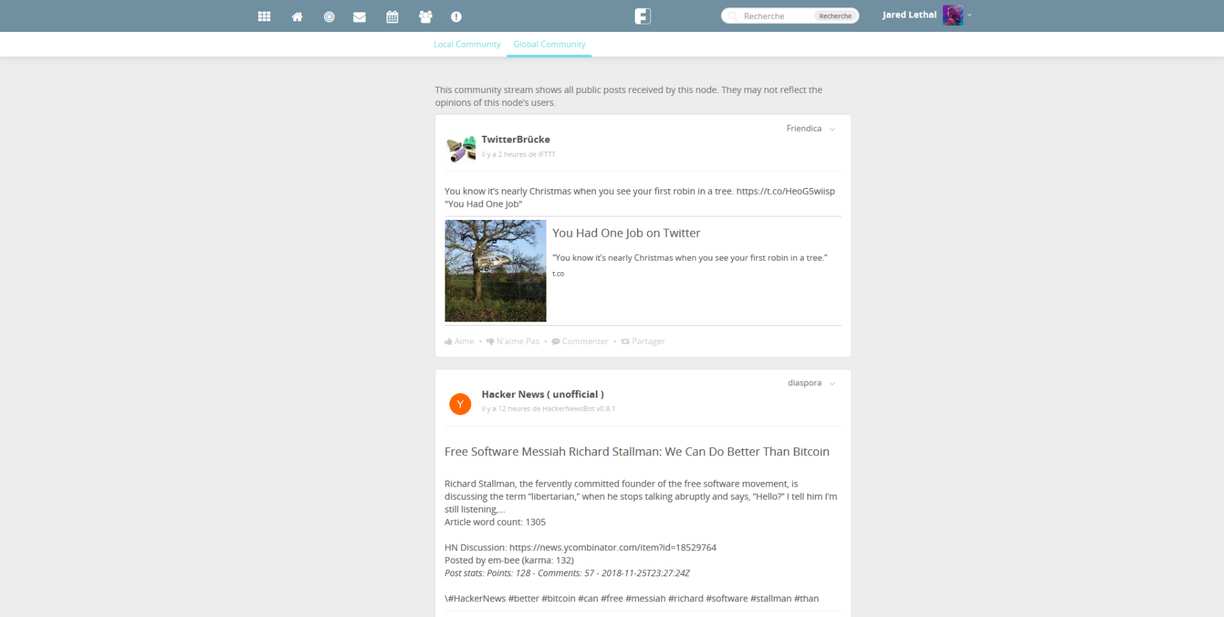 Recherche Recherche Jared Lethal
Local Community Global Community
This community stream shows all public posts received by this node. They may not reflect the
opinions of this node's users.
Friendica
TwitterBrücke
il y a 2 heures de IFTTT
You know it's nearly Christmas when you see your first robin in a tree. https://t.co/HeoG5wiisp
"You Had One Job"
You Had One Job on Twitter
“You know it’s nearly Christmas when you see your first robin in a tree.”
t.co
Aime • N'aime Pas • Commenter • Partager
diaspora
Hacker News ( unofficial )
il y a 12 heures de HackerNewsBot v0.8.1
Y
Free Software Messiah Richard Stallman: We Can Do Better Than Bitcoin
Richard Stallman, the fervently committed founder of the free software movement, is
discussing the term “libertarian,” when he stops talking abruptly and says, “Hello?” I tell him I’m
still listening,…
Article word count: 1305
HN Discussion: https://news.ycombinator.com/item?id=18529764
Posted by em-bee (karma: 132)
Post stats: Points: 128 - Comments: 57 - 2018-11-25T23:27:24Z
\#HackerNews #better #bitcoin #can #free #messiah #richard #software #stallman #than